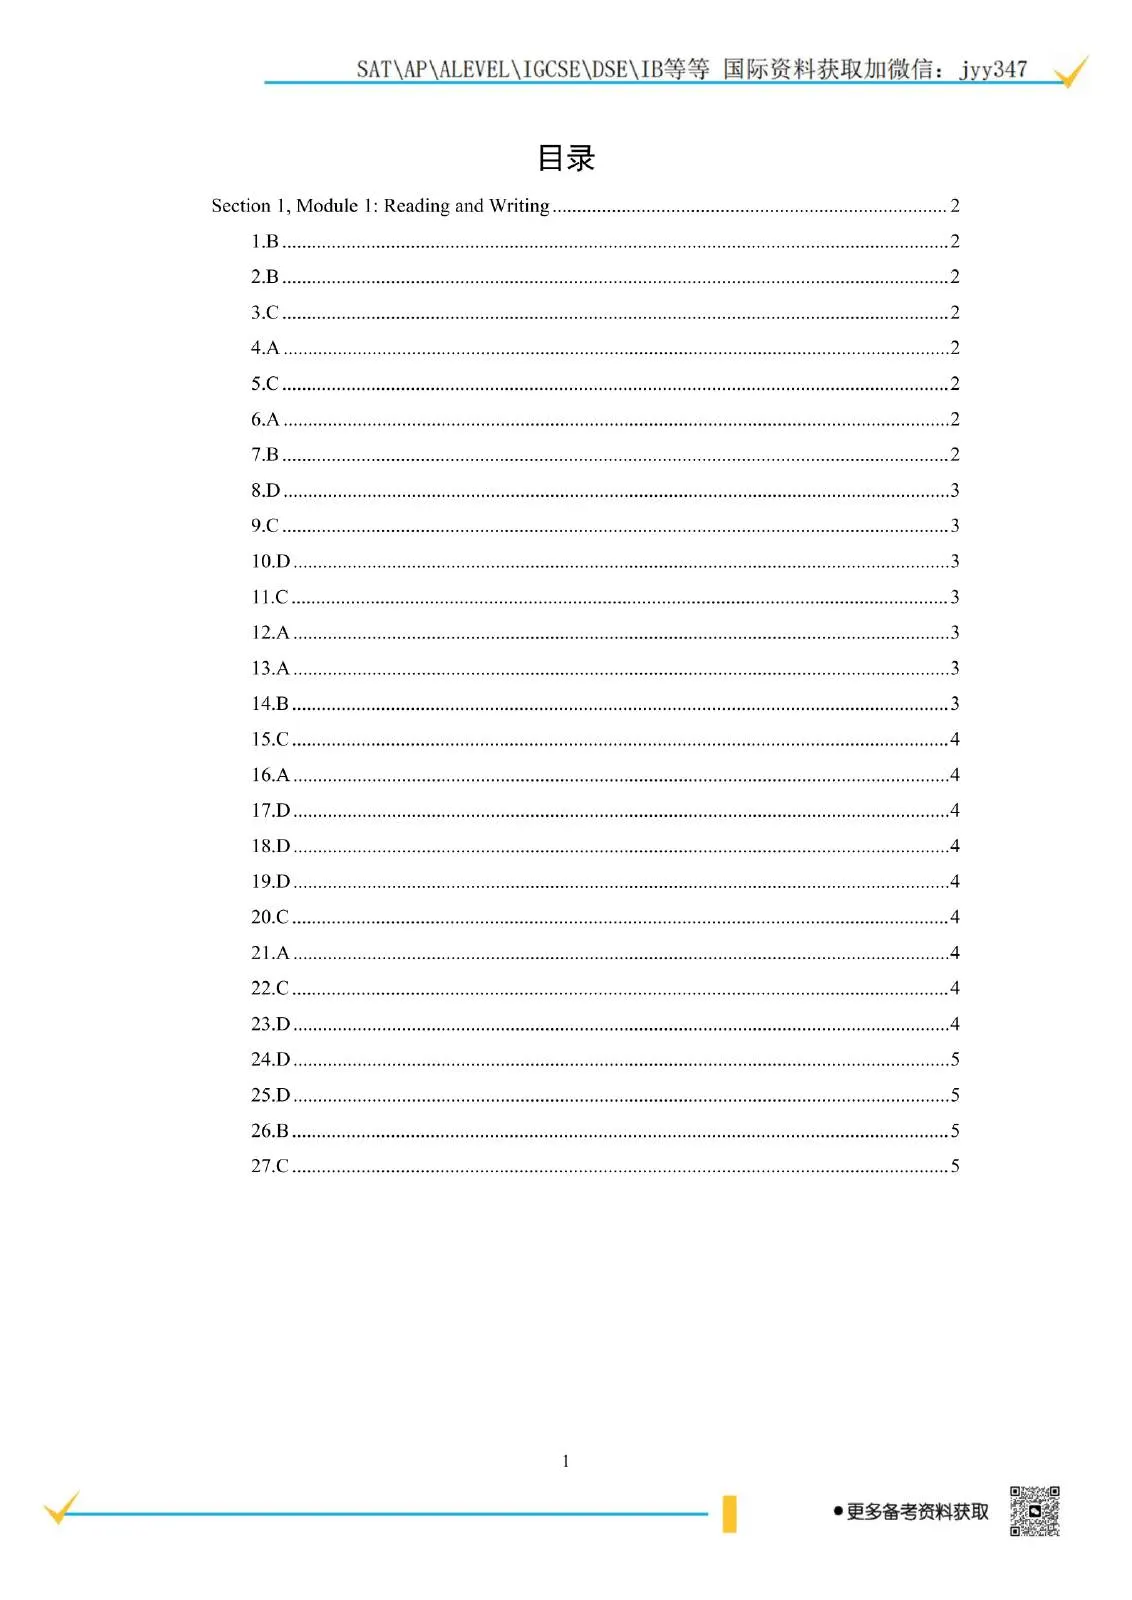 SAT\AP\ALEVEL\IGCSE\DSE\IB等等 国际资料获取加微信：jyy347
目录
Section 1, Module 1: Reading and Writing........................................2
1.B........................................2
2.B........................................2
3.C........................................2
4.A........................................2
5.C........................................2
6.A........................................2
7.B........................................2
8.D........................................3
9.C........................................3
10.D........................................3
11.C........................................3
12.A........................................3
13.A........................................3
14.B........................................3
15.C........................................4
16.A........................................4
17.D........................................4
18.D........................................4
19.D........................................4
20.C........................................4
21.A........................................4
22.C........................................4
23.D........................................4
24.D........................................5
25.D........................................5
26.B........................................5
27.C........................................5
1
●更多备考资料获取